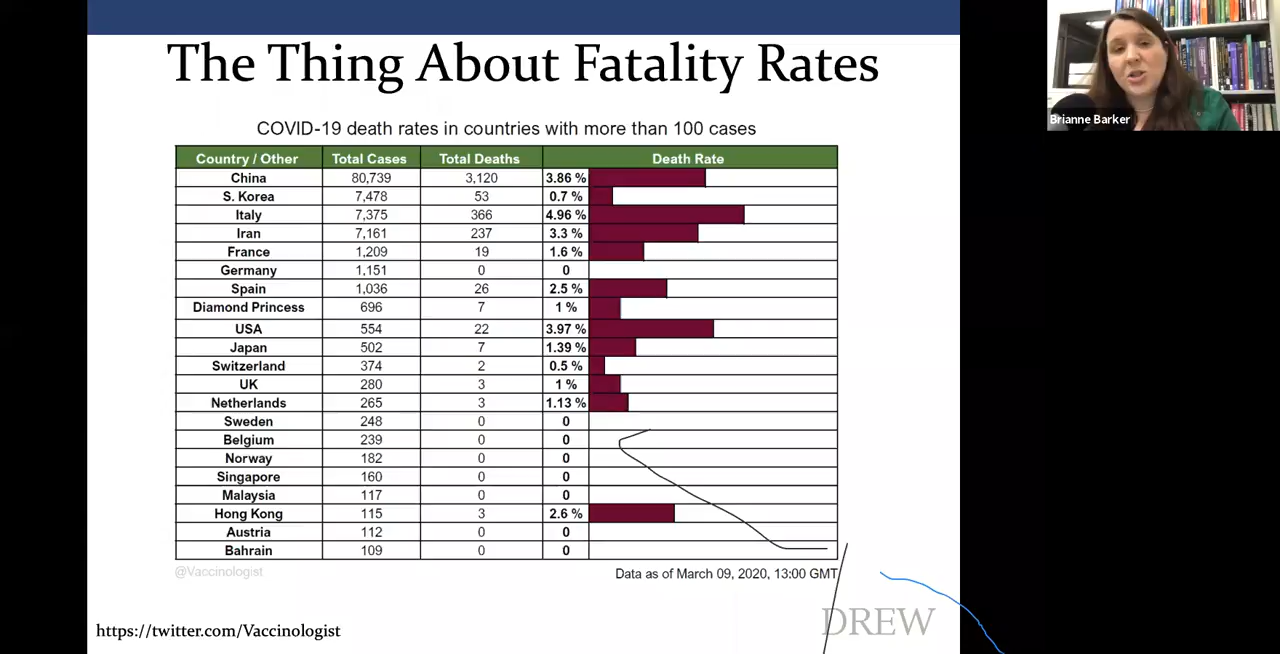 The Thing About Fatality Rates
Brianne Barker
COVID-19 death rates in countries with more than 100 cases
Country / Other Total Cases Total Deaths Death Rate
China 80,739 3,120 3.86 %
S. Korea 7,478 53 0.7 %
Italy 7,375 366 4.96 %
Iran 7,161 237 3.3 %
France 1,209 19 1.6 %
Germany 1,151 0 0
Spain 1,036 26 2.5 %
Diamond Princess 696 7 1 %
USA 554 22 3.97 %
Japan 502 7 1.39 %
Switzerland 374 2 0.5 %
UK 280 3 1 %
Netherlands 265 3 1.13 %
Sweden 248 0 0
Belgium 239 0 0
Norway 182 0 0
Singapore 160 0 0
Malaysia 117 0 0
Hong Kong 115 3 2.6 %
Austria 112 0 0
Bahrain 109 0 0
@Vaccinologist Data as of March 09, 2020, 13:00 GMT
DREW
https://twitter.com/Vaccinologist